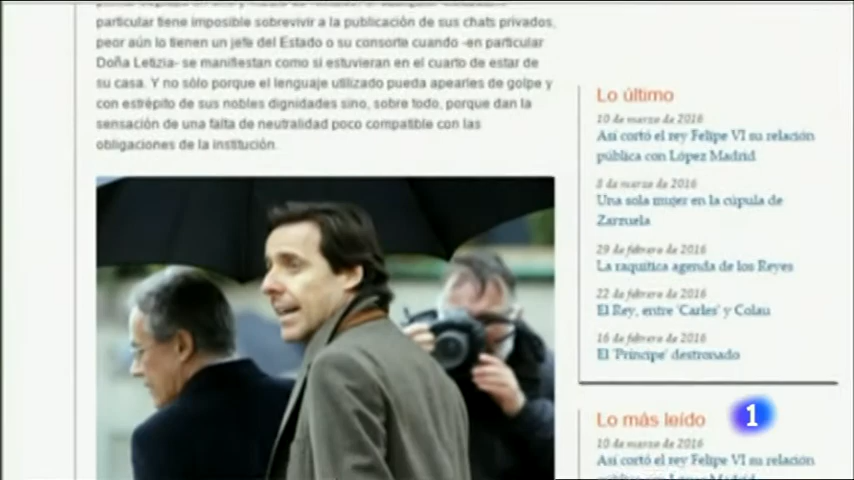 particular tiene imposible sobrevivir a la publicación de sus chats privados,
peor aún lo tienen un jefe del Estado o su consorte cuando -en particular
Doña Letizia- se manifiestan como si estuvieran en el cuarto de estar de
su casa. Y no sólo porque el lenguaje utilizado pueda apearles de golpe y
con estrépito de sus nobles dignidades sino, sobre todo, porque dan la
sensación de una falta de neutralidad poco compatible con las
obligaciones de la institución.
Lo último
10 de marzo de 2016
Así cortó el rey Felipe VI su relación
pública con López Madrid
8 de marzo de 2016
Una sola mujer en la cúpula de
Zarzuela
29 de febrero de 2016
La raquítica agenda de los Reyes
22 de febrero de 2016
El Rey, entre 'Carles' y Colau
16 de febrero de 2016
El 'Príncipe' destronado
Lo más leído
1
10 de marzo de 2016
Así cortó el rey Felipe VI su relación
pública con López Madrid